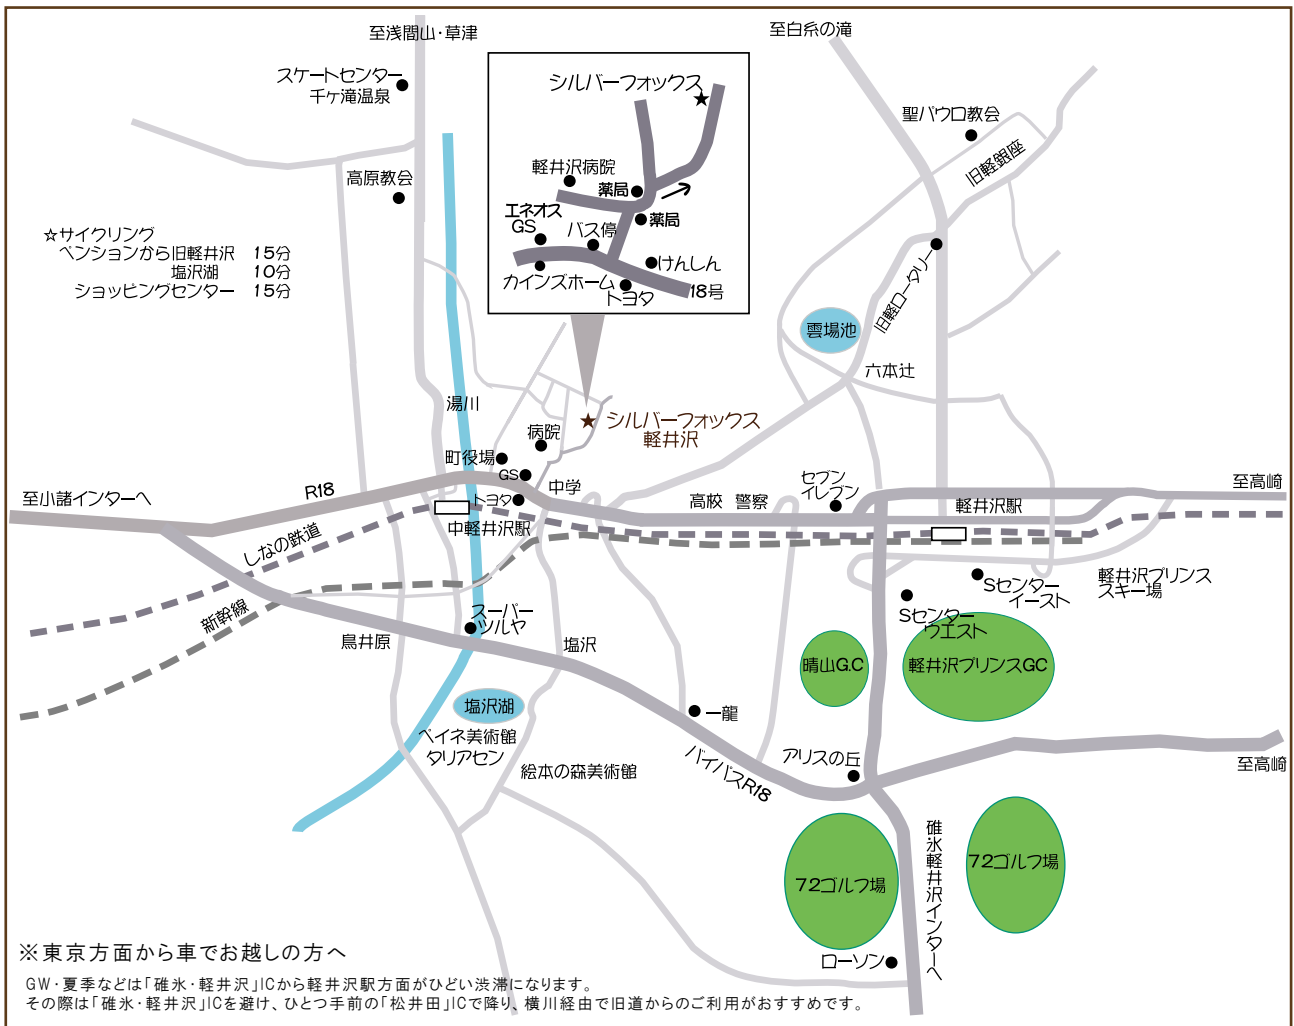 至浅間山・草津
至白糸の滝
スケートセンター
千ヶ滝温泉
シルバーフォックス
聖パウロ教会
旧軽銀座
高原教会
軽井沢病院
薬局
エネオス
GS
バス停
薬局
けんしん
カインズホーム
トヨタ
18号
☆サイクリング
ペンションから旧軽井沢 15分
塩沢湖 10分
ショッピングセンター 15分
旧軽ロータリー
雲場池
六本辻
湯川
シルバーフォックス
軽井沢
病院
町役場
GS
中学
トヨタ
中軽井沢駅
至小諸インターへ
R18
高校 警察
セブン
イレブン
軽井沢駅
至高崎
しなの鉄道
新幹線
Sセンター
イースト
軽井沢プリンス
スキー場
Sセンター
ウエスト
スーパー
ツルヤ
鳥井原
塩沢
晴山G.C
軽井沢プリンスGC
塩沢湖
ペイネ美術館
タリアセン
一龍
絵本の森美術館
バイパスR18
アリスの丘
至高崎
72ゴルフ場
72ゴルフ場
碓氷軽井沢インターへ
ローソン
※東京方面から車でお越しの方へ
GW・夏季などは「碓氷・軽井沢」ICから軽井沢駅方面がひどい渋滞になります。
その際は「碓氷・軽井沢」ICを避け、ひとつ手前の「松井田」ICで降り、横川経由で旧道からのご利用がおすすめです。